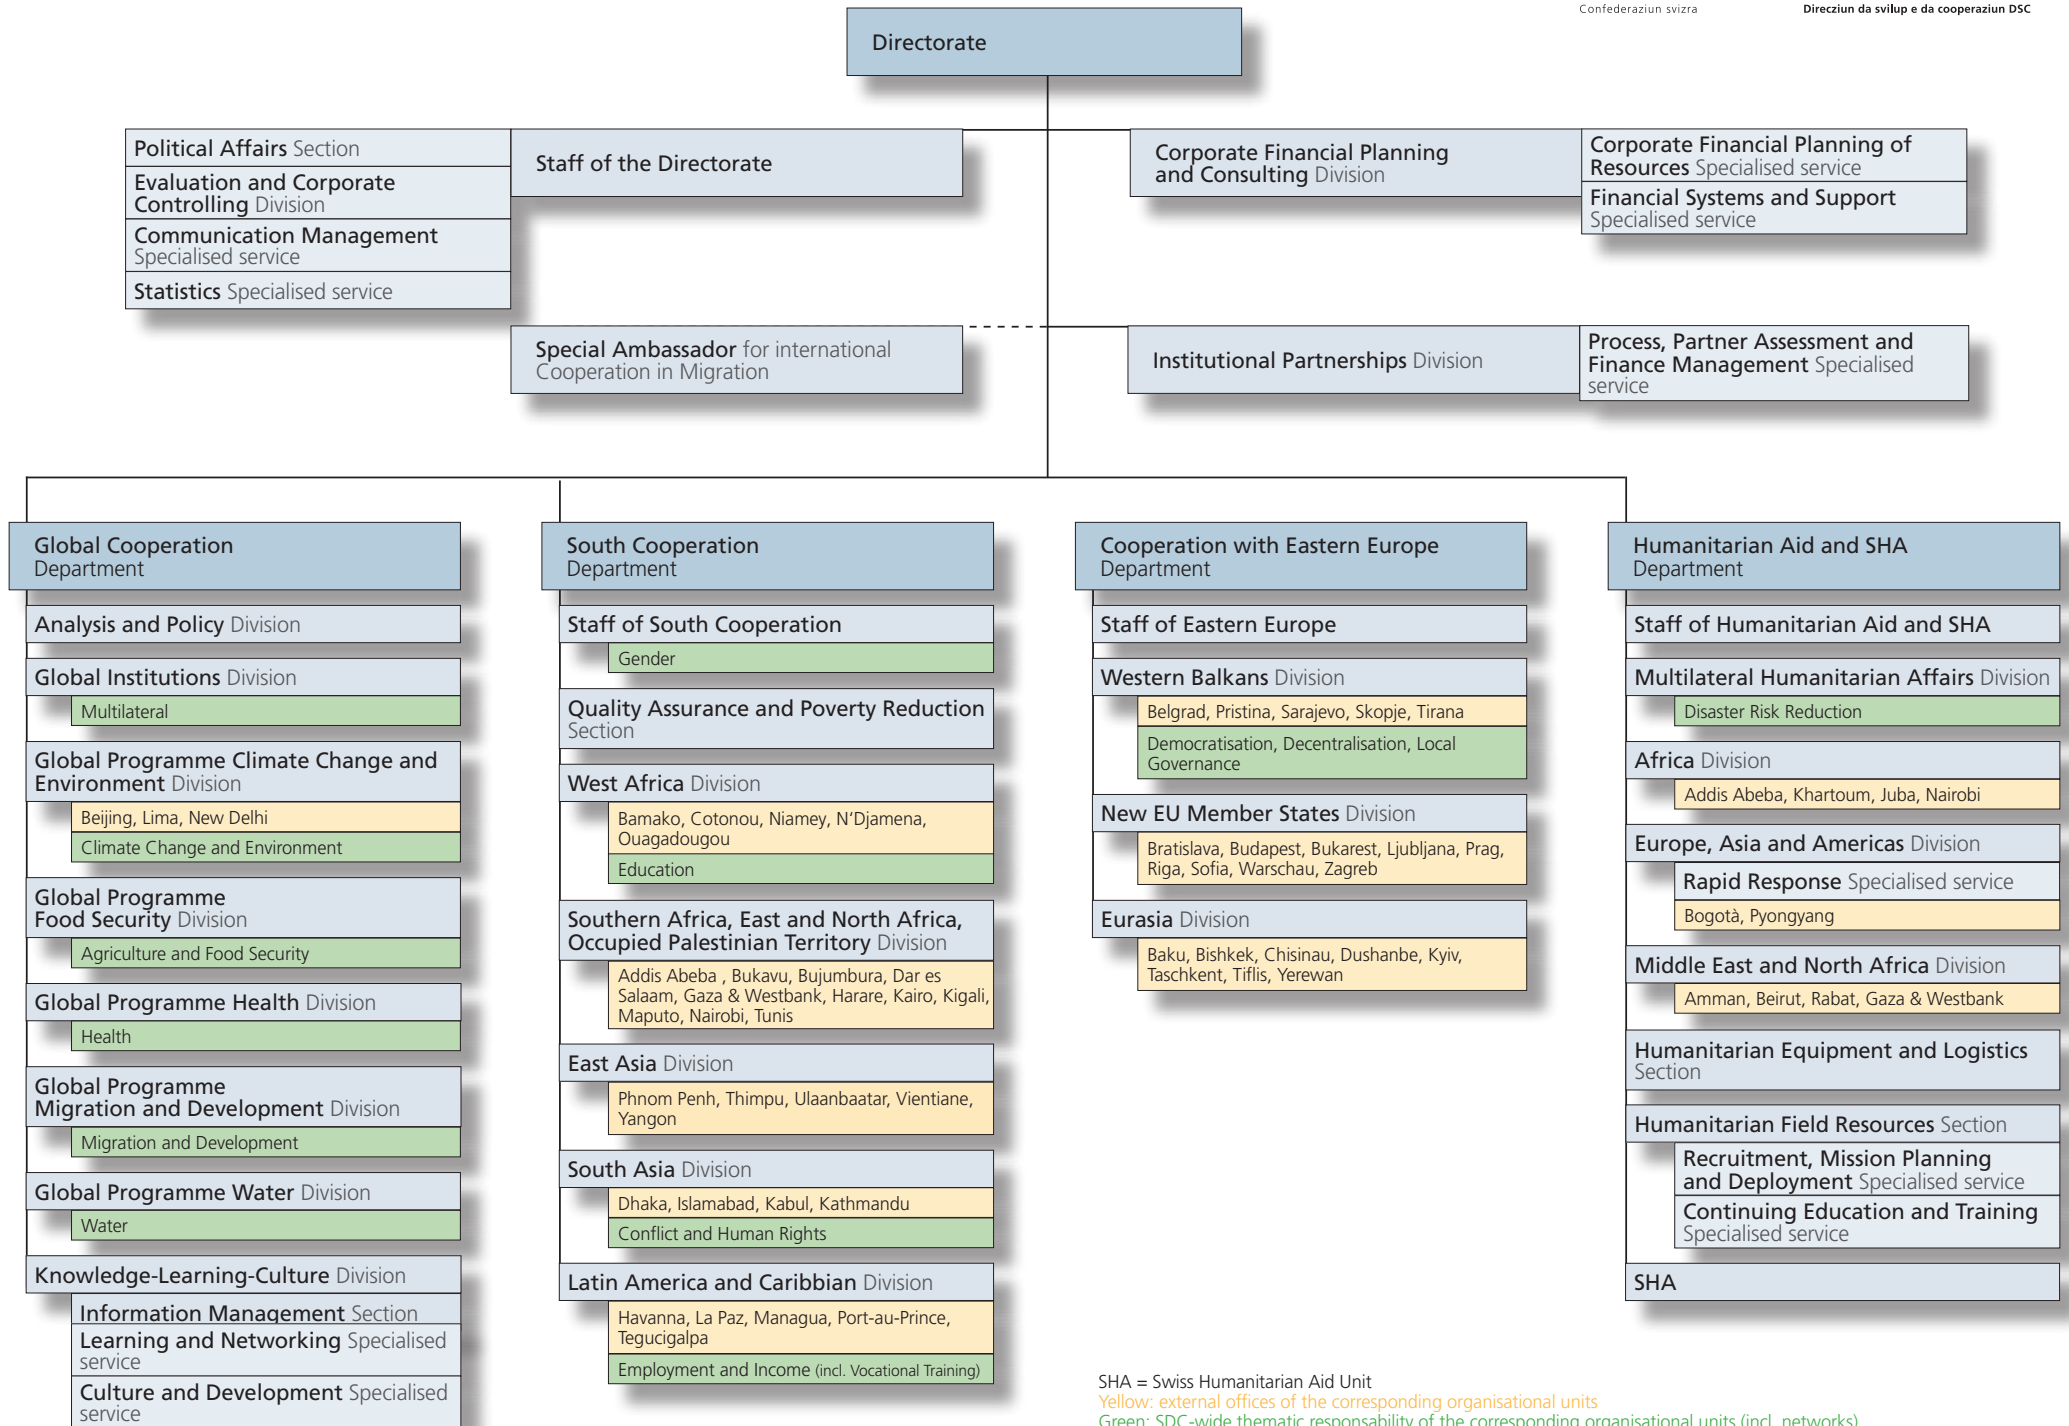 Confederaziun svizra
Direcziun da svilup e da cooperaziun DSC
Directorate
Political Affairs Section
Evaluation and Corporate
Controlling Division
Communication Management
Specialised service
Statistics Specialised service
Staff of the Directorate
Corporate Financial Planning
and Consulting Division
Corporate Financial Planning of
Resources Specialised service
Financial Systems and Support
Specialised service
Special Ambassador for international
Cooperation in Migration
Institutional Partnerships Division
Process, Partner Assessment and
Finance Management Specialised
service
Global Cooperation
Department
Analysis and Policy Division
Global Institutions Division
Multilateral
Global Programme Climate Change and
Environment Division
Beijing, Lima, New Delhi
Climate Change and Environment
Global Programme
Food Security Division
Agriculture and Food Security
Global Programme Health Division
Health
Global Programme
Migration and Development Division
Migration and Development
Global Programme Water Division
Water
Knowledge-Learning-Culture Division
Information Management Section
Learning and Networking Specialised
service
Culture and Development Specialised
service
South Cooperation
Department
Staff of South Cooperation
Gender
Quality Assurance and Poverty Reduction
Section
West Africa Division
Bamako, Cotonou, Niamey, N‘Djamena,
Ouagadougou
Education
Southern Africa, East and North Africa,
Occupied Palestinian Territory Division
Addis Abeba , Bukavu, Bujumbura, Dar es
Salaam, Gaza & Westbank, Harare, Kairo, Kigali,
Maputo, Nairobi, Tunis
East Asia Division
Phnom Penh, Thimpu, Ulaanbaatar, Vientiane,
Yangon
South Asia Division
Dhaka, Islamabad, Kabul, Kathmandu
Conflict and Human Rights
Latin America and Caribbian Division
Havanna, La Paz, Managua, Port-au-Prince,
Tegucigalpa
Employment and Income (incl. Vocational Training)
Cooperation with Eastern Europe
Department
Staff of Eastern Europe
Western Balkans Division
Belgrad, Pristina, Sarajevo, Skopje, Tirana
Democratisation, Decentralisation, Local
Governance
New EU Member States Division
Bratislava, Budapest, Bukarest, Ljubljana, Prag,
Riga, Sofia, Warschau, Zagreb
Eurasia Division
Baku, Bishkek, Chisinau, Dushanbe, Kyiv,
Taschkent, Tiflis, Yerewan
Humanitarian Aid and SHA
Department
Staff of Humanitarian Aid and SHA
Multilateral Humanitarian Affairs Division
Disaster Risk Reduction
Africa Division
Addis Abeba, Khartoum, Juba, Nairobi
Europe, Asia and Americas Division
Rapid Response Specialised service
Bogotà, Pyongyang
Middle East and North Africa Division
Amman, Beirut, Rabat, Gaza & Westbank
Humanitarian Equipment and Logistics
Section
Humanitarian Field Resources Section
Recruitment, Mission Planning
and Deployment Specialised service
Continuing Education and Training
Specialised service
SHA
SHA = Swiss Humanitarian Aid Unit
Yellow: external offices of the corresponding organisational units
Green: SDC-wide thematic responsability of the corresponding organisational units (incl. networks)